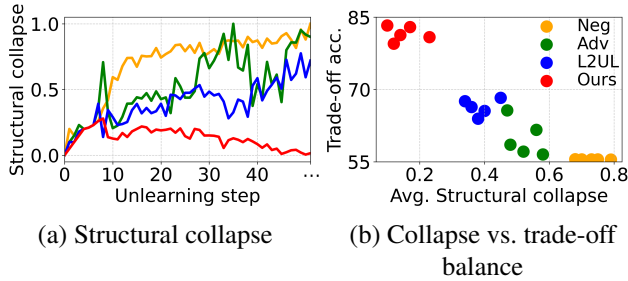 Structural collapse
1.0
0.5
0.0
0
10
20
30
40
...
Unlearning step
(a) Structural collapse
Trade-off acc.
85
70
55
0.2
0.4
0.6
0.8
Avg. Structural collapse
Neg
Adv
L2UL
Ours
(b) Collapse vs. trade-off
balance